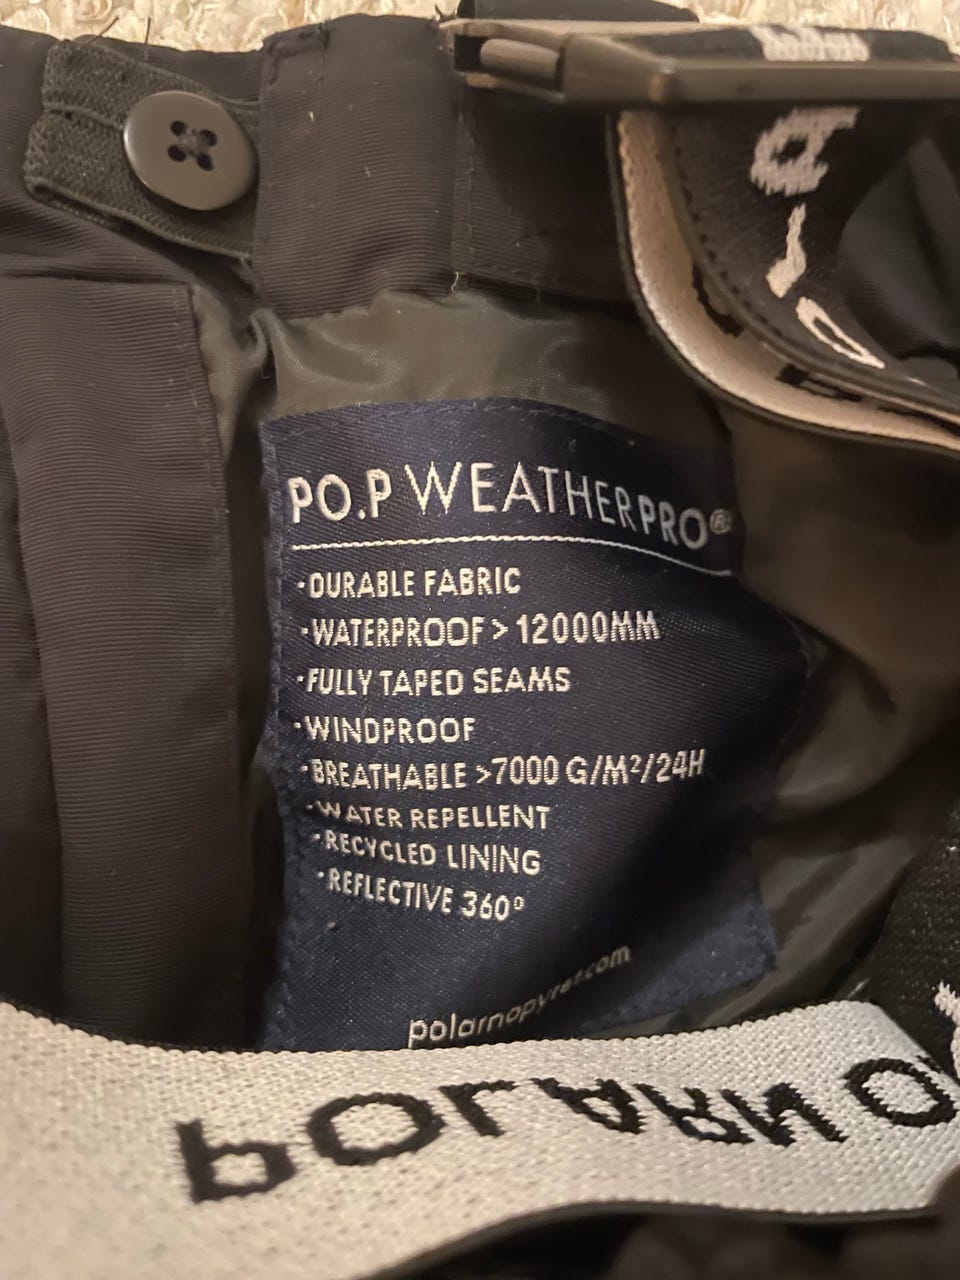 PO.P WEATHERPRO®
·DURABLE FABRIC
·WATERPROOF > 12000MM
·FULLY TAPED SEAMS
·WINDPROOF
·BREATHABLE >7000 G/M²/24H
·WATER REPELLENT
·RECYCLED LINING
·REFLECTIVE 360°
polarnopyret.com
POLARN O